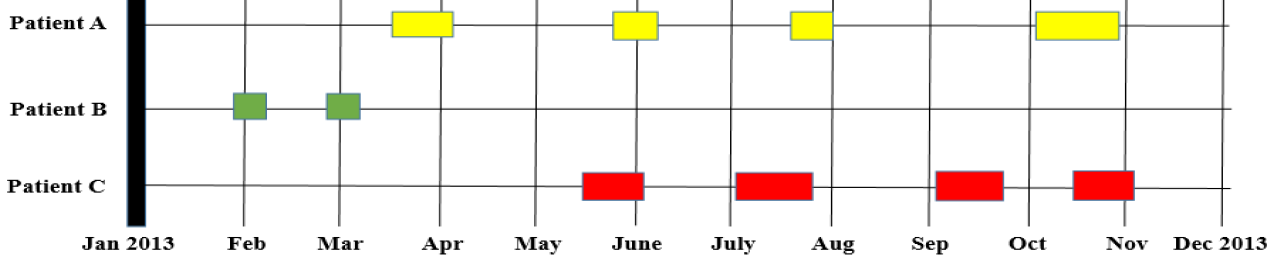 Patient A
Patient B
Patient C
Jan 2013 Feb Mar Apr May June July Aug Sep Oct Nov Dec 2013